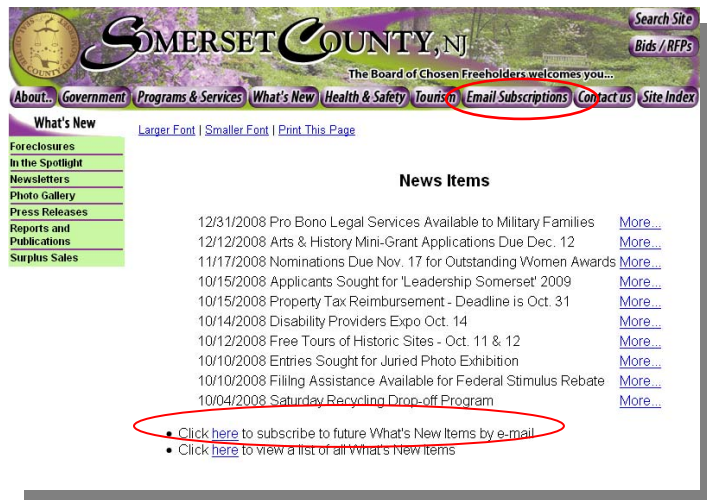 SOMERSET COUNTY, NJ
The Board of Chosen Freeholders welcomes you...
Search Site
Bids / RFPs
About.. Government Programs & Services What's New Health & Safety Tourism Email Subscriptions Contact us Site Index
What's New
Foreclosures
In the Spotlight
Newsletters
Photo Gallery
Press Releases
Reports and
Publications
Surplus Sales
Larger Font | Smaller Font | Print This Page
News Items
12/31/2008 Pro Bono Legal Services Available to Military Families More...
12/12/2008 Arts & History Mini-Grant Applications Due Dec. 12 More...
11/17/2008 Nominations Due Nov. 17 for Outstanding Women Awards More...
10/15/2008 Applicants Sought for 'Leadership Somerset' 2009 More...
10/15/2008 Property Tax Reimbursement - Deadline is Oct. 31 More...
10/14/2008 Disability Providers Expo Oct. 14 More...
10/12/2008 Free Tours of Historic Sites - Oct. 11 & 12 More...
10/10/2008 Entries Sought for Juried Photo Exhibition More...
10/10/2008 Fililng Assistance Available for Federal Stimulus Rebate More...
10/04/2008 Saturday Recycling Drop-off Program More...
• Click here to subscribe to future What's New Items by e-mail
• Click here to view a list of all What's New Items